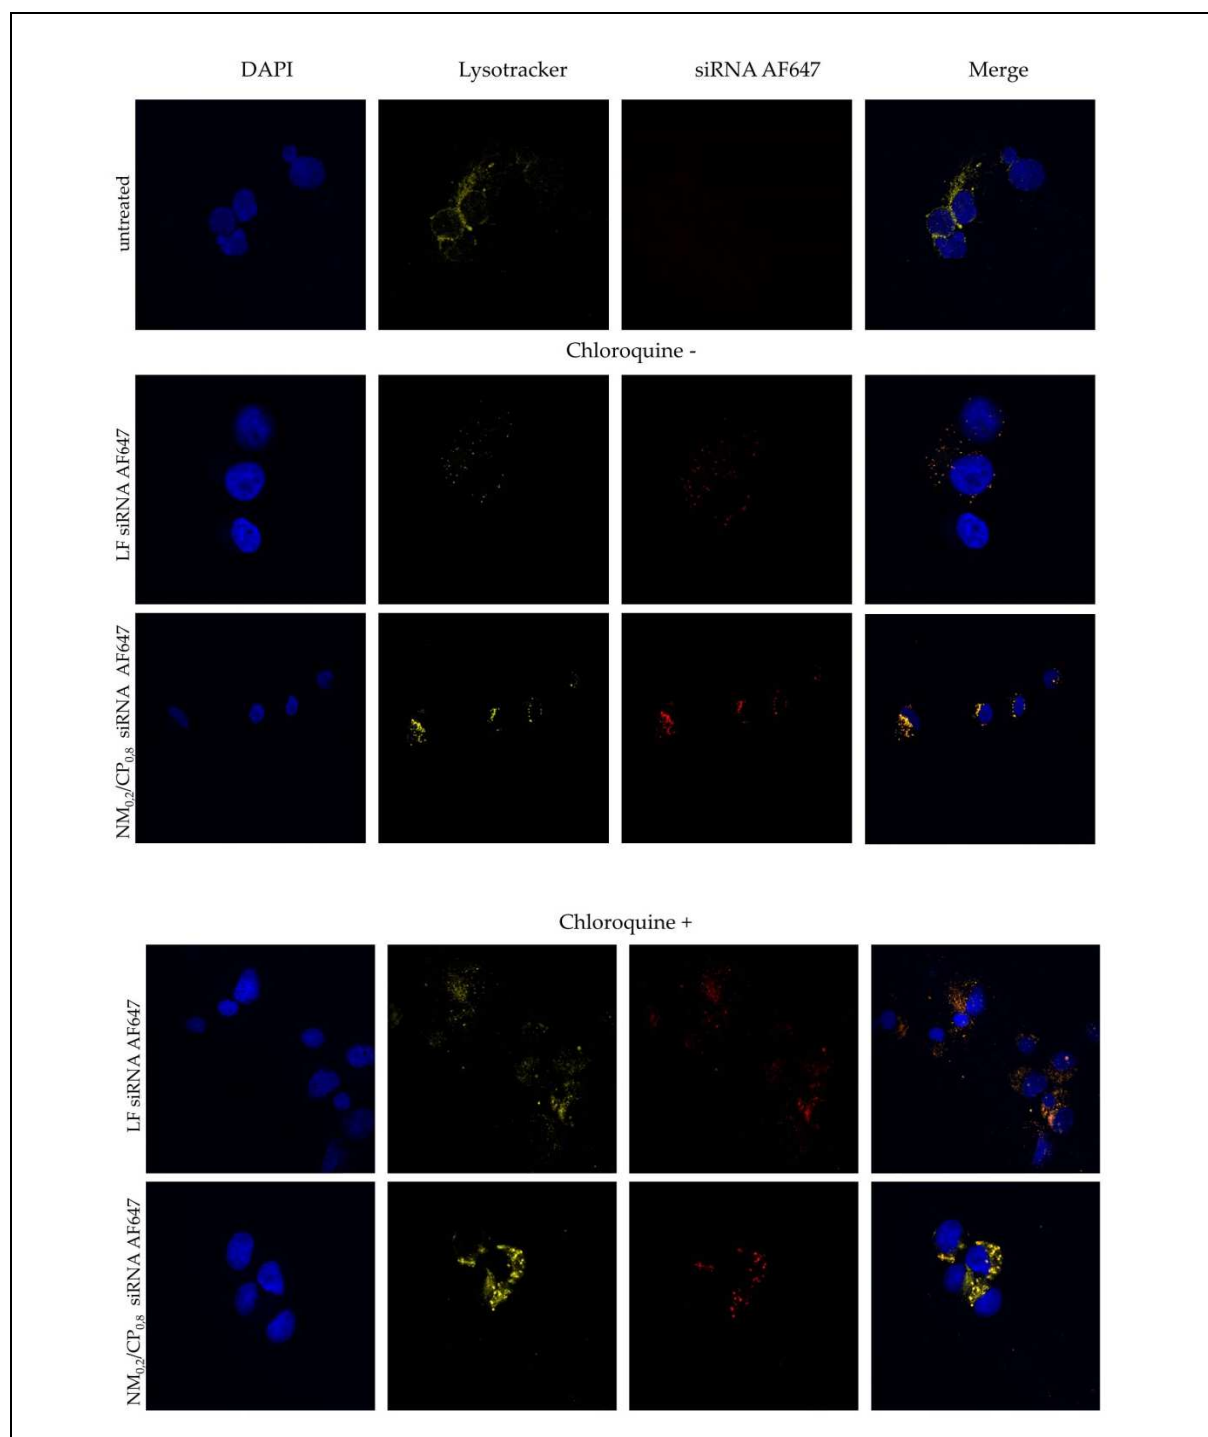 DAPI Lysotracker siRNA AF647 Merge
untreated
Chloroquine -
LF siRNA AF647
NM0,2/CP0,8 siRNA AF647
Chloroquine +
LF siRNA AF647
NM0,2/CP0,8 siRNA AF647